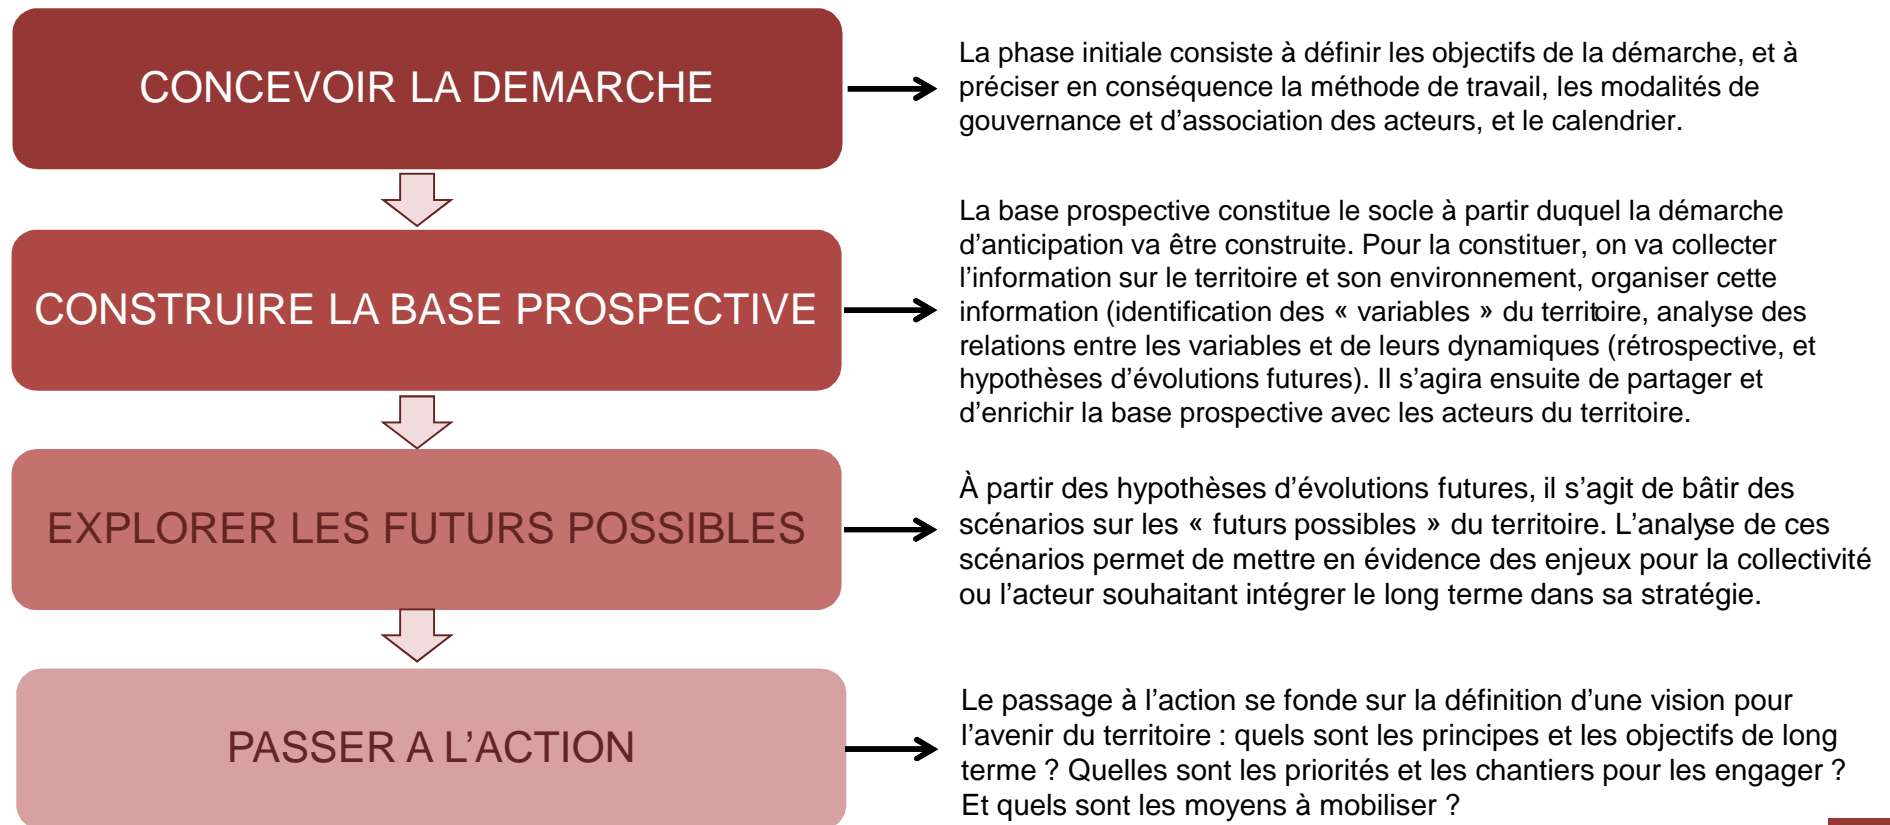 CONCEVOIR LA DEMARCHE
La phase initiale consiste à définir les objectifs de la démarche, et à
préciser en conséquence la méthode de travail, les modalités de
gouvernance et d’association des acteurs, et le calendrier.
CONSTRUIRE LA BASE PROSPECTIVE
La base prospective constitue le socle à partir duquel la démarche
d’anticipation va être construite. Pour la constituer, on va collecter
l’information sur le territoire et son environnement, organiser cette
information (identification des « variables » du territoire, analyse des
relations entre les variables et de leurs dynamiques (rétrospective, et
hypothèses d’évolutions futures). Il s’agira ensuite de partager et
d’enrichir la base prospective avec les acteurs du territoire.
EXPLORER LES FUTURS POSSIBLES
À partir des hypothèses d’évolutions futures, il s’agit de bâtir des
scénarios sur les « futurs possibles » du territoire. L’analyse de ces
scénarios permet de mettre en évidence des enjeux pour la collectivité
ou l’acteur souhaitant intégrer le long terme dans sa stratégie.
PASSER A L’ACTION
Le passage à l’action se fonde sur la définition d’une vision pour
l’avenir du territoire : quels sont les principes et les objectifs de long
terme ? Quelles sont les priorités et les chantiers pour les engager ?
Et quels sont les moyens à mobiliser ?